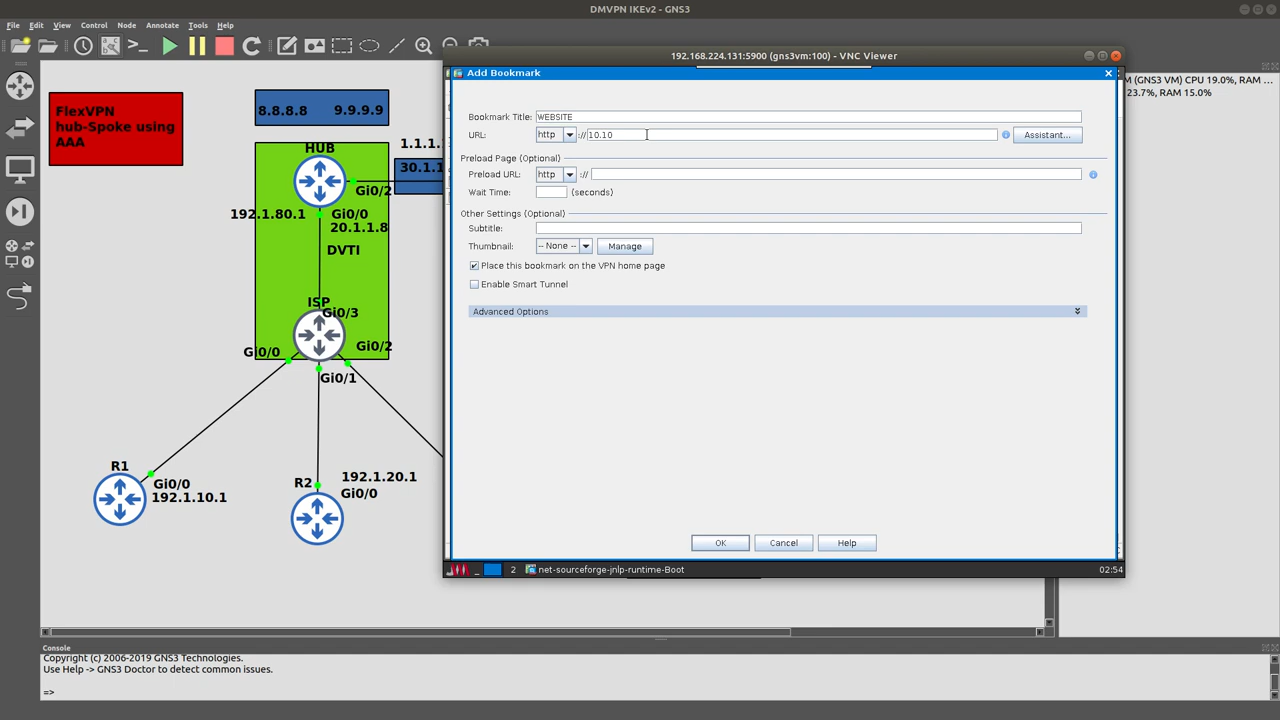 DMVPN IKEv2 - GNS3
File Edit View Control Node Annotate Tools Help
192.168.224.131:5900 (gns3vm:100) - VNC Viewer
Add Bookmark
Bookmark Title: WEBSITE
URL: http :// 10.10 Assistant...
Preload Page (Optional)
Preload URL: http ://
Wait Time: (seconds)
Other Settings (Optional)
Subtitle:
Thumbnail: -- None -- Manage
Place this bookmark on the VPN home page
Enable Smart Tunnel
Advanced Options
OK Cancel Help
2 net-sourceforge-jnlp-runtime-Boot 02:54
M (GNS3 VM) CPU 19.0%, RAM ...
23.7%, RAM 15.0%
FlexVPN
hub-Spoke using
AAA
8.8.8.8 9.9.9.9
HUB
1.1.1.
30.1.1
Gi0/2
192.1.80.1 Gi0/0
20.1.1.8
DVTI
ISP
Gi0/3
Gi0/0 Gi0/2
Gi0/1
R1
Gi0/0
192.1.10.1
R2 192.1.20.1
Gi0/0
Console
Copyright (c) 2006-2019 GNS3 Technologies.
Use Help -> GNS3 Doctor to detect common issues.
=>